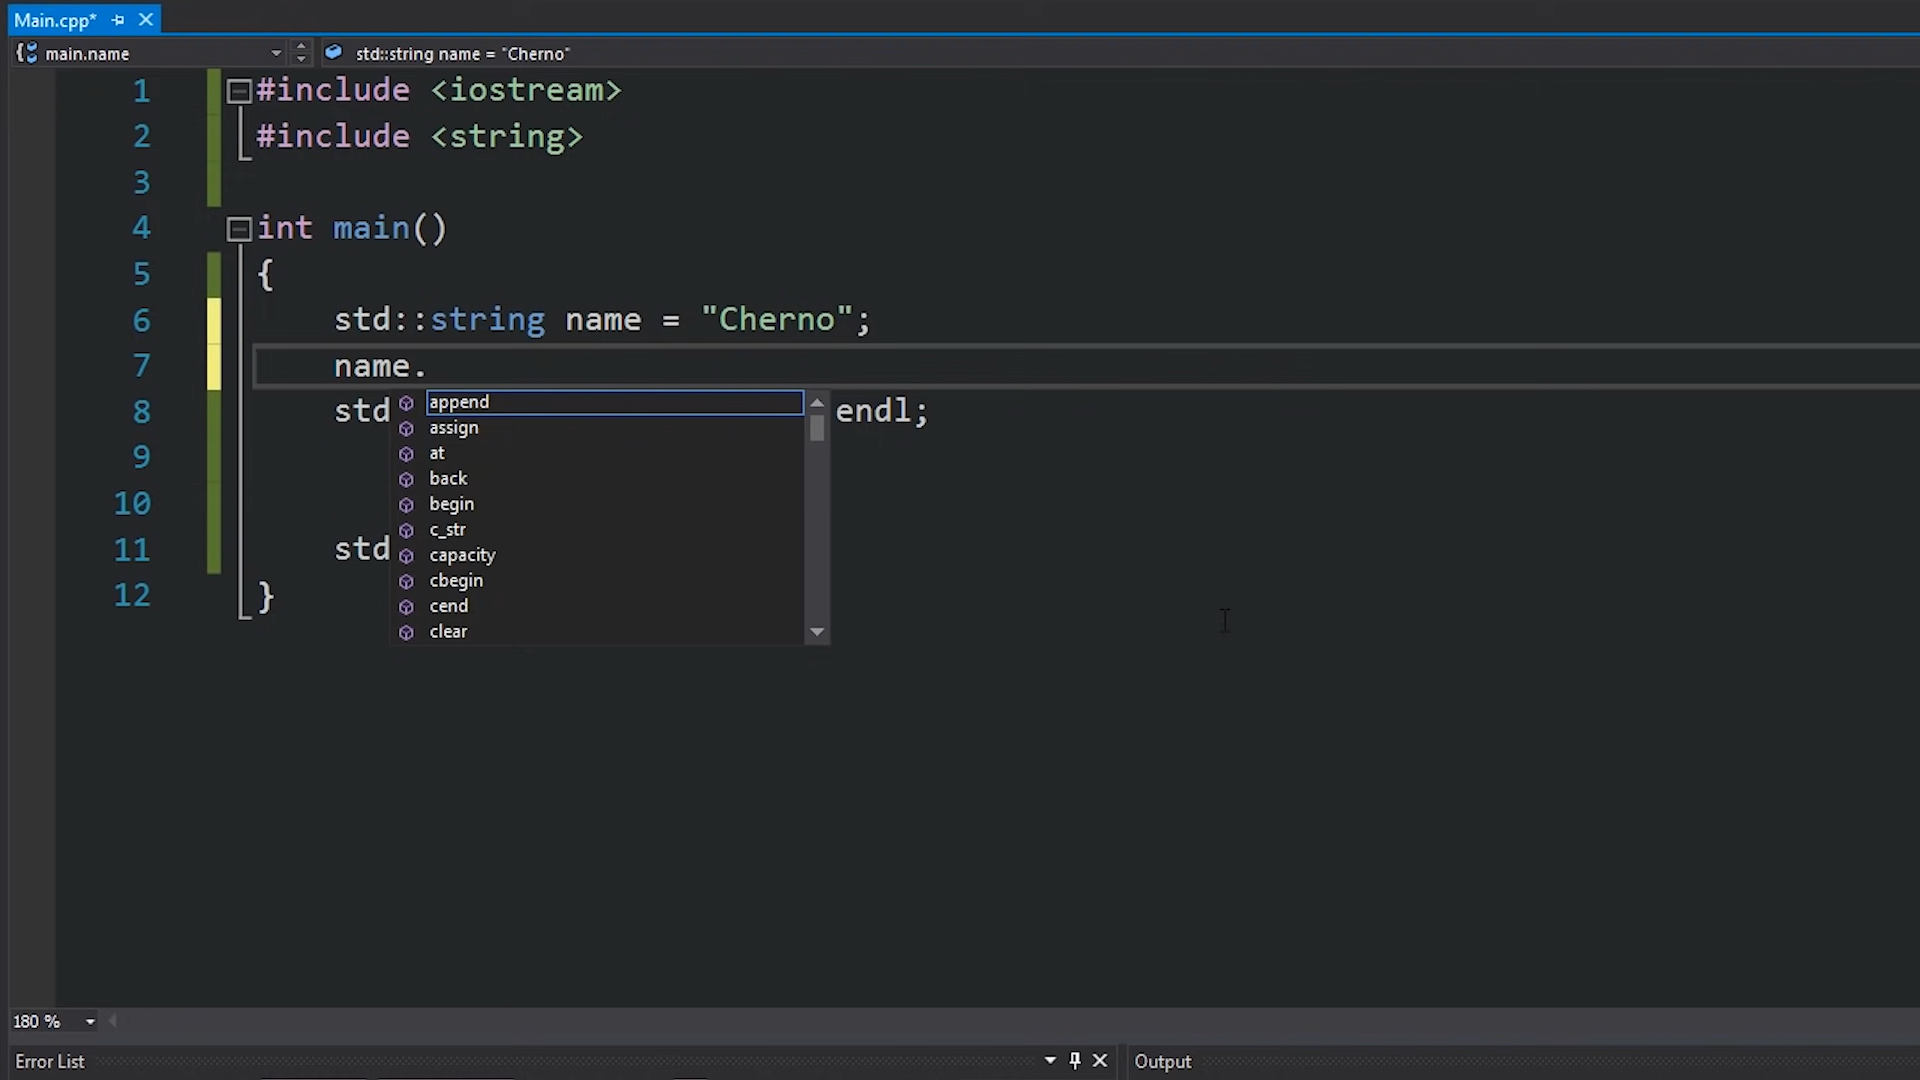 Main.cpp*
main.name
std::string name = "Cherno"
1 #include <iostream>
2 #include <string>
3
4 int main()
5 {
6 std::string name = "Cherno";
7 name.
8 std endl;
9
10
11 std
12 }
append
assign
at
back
begin
c_str
capacity
cbegin
cend
clear
180 %
Error List
Output